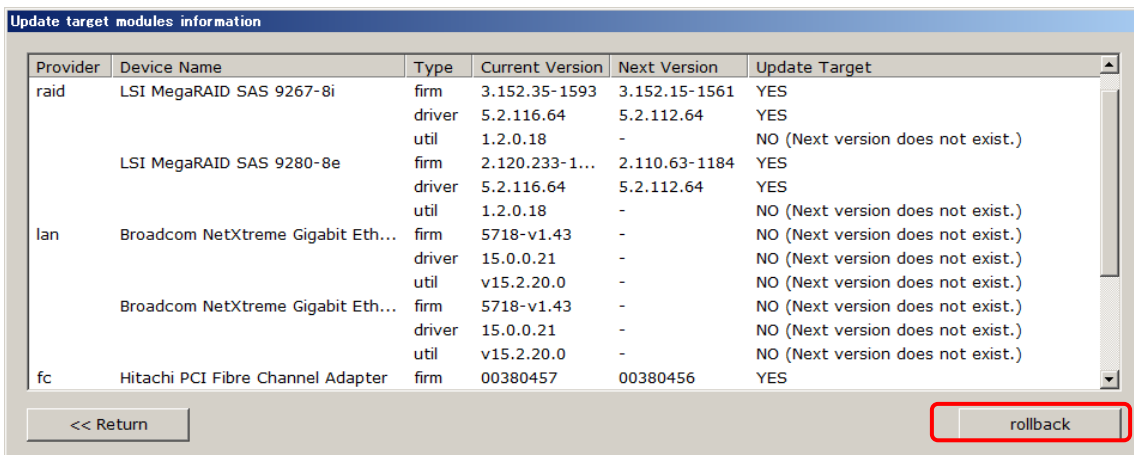 Update target modules information
Provider Device Name Type Current Version Next Version Update Target
raid LSI MegaRAID SAS 9267-8i firm 3.152.35-1593 3.152.15-1561 YES
driver 5.2.116.64 5.2.112.64 YES
util 1.2.0.18 - NO (Next version does not exist.)
LSI MegaRAID SAS 9280-8e firm 2.120.233-1... 2.110.63-1184 YES
driver 5.2.116.64 5.2.112.64 YES
util 1.2.0.18 - NO (Next version does not exist.)
lan Broadcom NetXtreme Gigabit Eth... firm 5718-v1.43 - NO (Next version does not exist.)
driver 15.0.0.21 - NO (Next version does not exist.)
util v15.2.20.0 - NO (Next version does not exist.)
Broadcom NetXtreme Gigabit Eth... firm 5718-v1.43 - NO (Next version does not exist.)
driver 15.0.0.21 - NO (Next version does not exist.)
util v15.2.20.0 - NO (Next version does not exist.)
fc Hitachi PCI Fibre Channel Adapter firm 00380457 00380456 YES
<< Return rollback